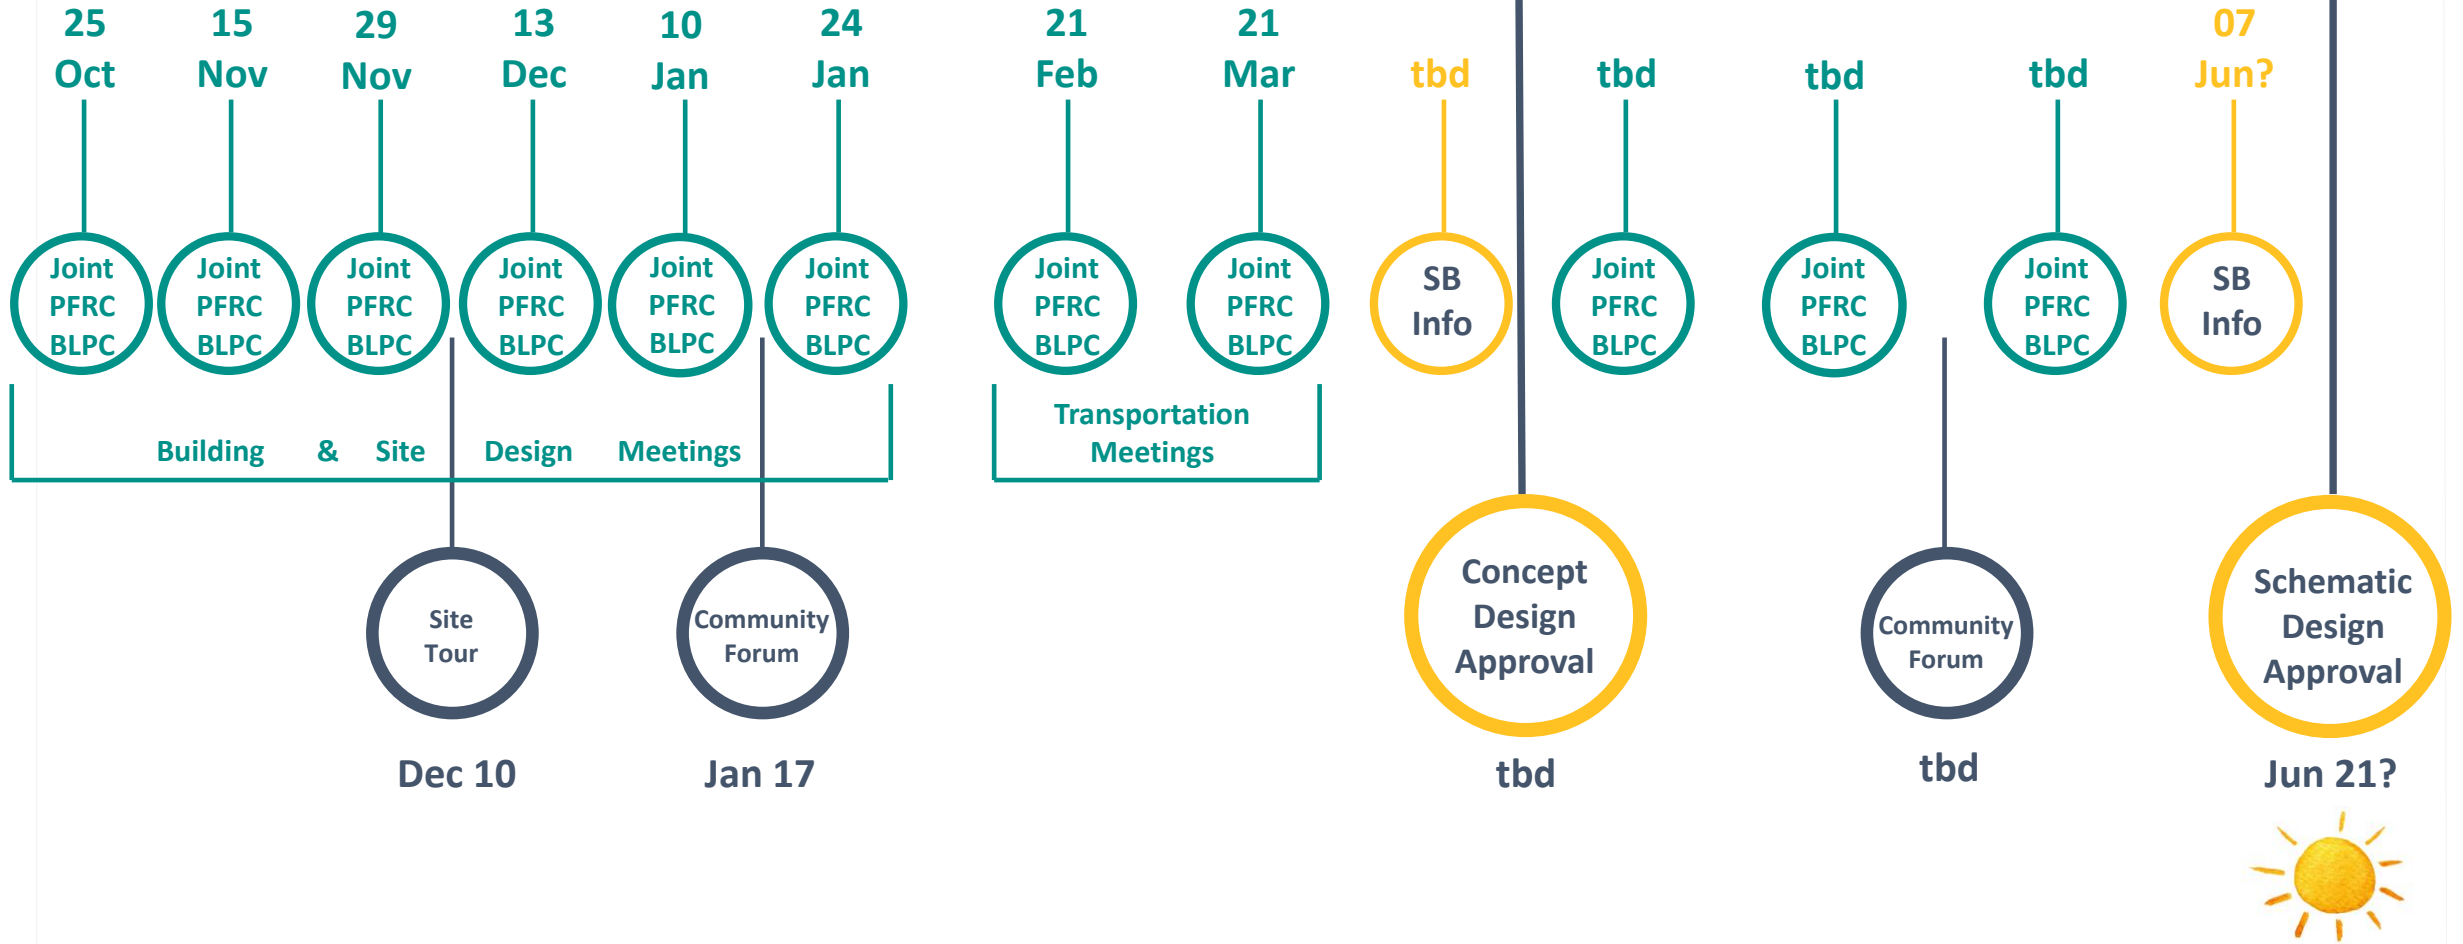 25
Oct
15
Nov
29
Nov
13
Dec
10
Jan
24
Jan
21
Feb
21
Mar
tbd
tbd
tbd
tbd
07
Jun?
Joint
PFRC
BLPC
Joint
PFRC
BLPC
Joint
PFRC
BLPC
Joint
PFRC
BLPC
Joint
PFRC
BLPC
Joint
PFRC
BLPC
Joint
PFRC
BLPC
Joint
PFRC
BLPC
SB
Info
Joint
PFRC
BLPC
Joint
PFRC
BLPC
Joint
PFRC
BLPC
SB
Info
Building & Site Design Meetings
Transportation
Meetings
Site
Tour
Dec 10
Community
Forum
Jan 17
Concept
Design
Approval
tbd
Community
Forum
tbd
Schematic
Design
Approval
Jun 21?